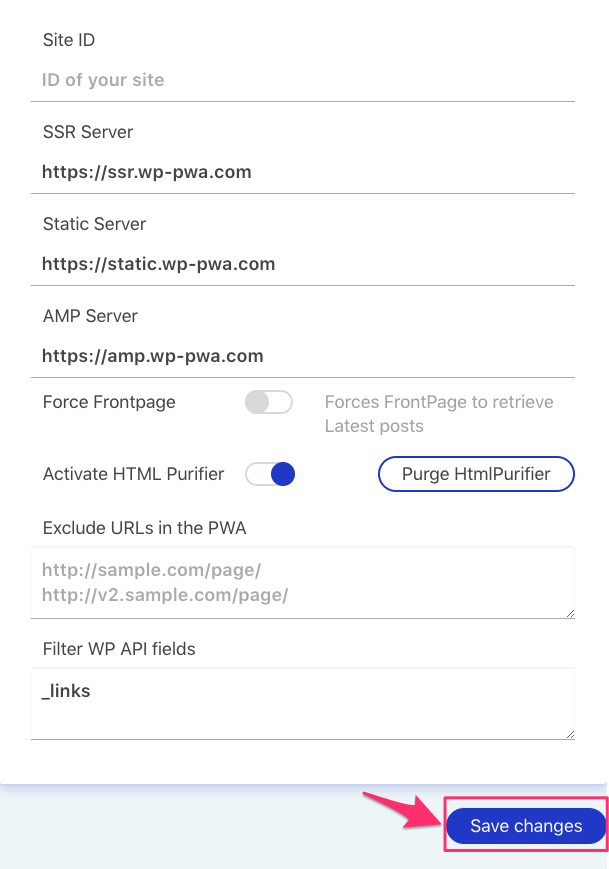 Site ID
ID of your site
SSR Server
https://ssr.wp-pwa.com
Static Server
https://static.wp-pwa.com
AMP Server
https://amp.wp-pwa.com
Force Frontpage
Forces FrontPage to retrieve
Latest posts
Activate HTML Purifier
Purge HtmlPurifier
Exclude URLs in the PWA
http://sample.com/page/
http://v2.sample.com/page/
Filter WP API fields
_links
Save changes